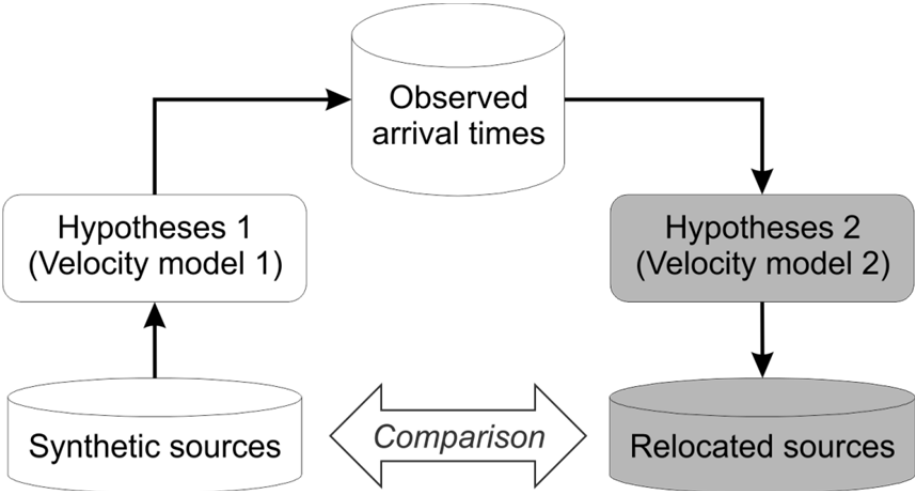 Observed
arrival times
Hypotheses 1
(Velocity model 1)
Hypotheses 2
(Velocity model 2)
Synthetic sources
Comparison
Relocated sources